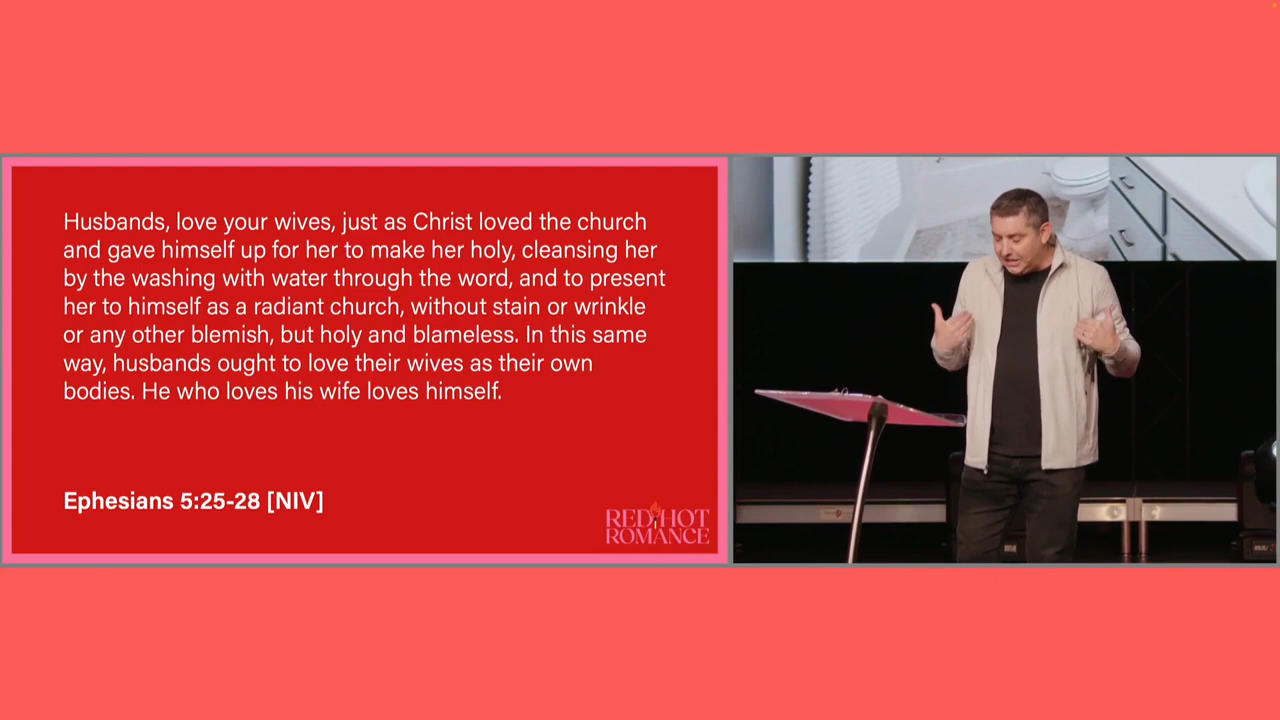 Husbands, love your wives, just as Christ loved the church
and gave himself up for her to make her holy, cleansing her
by the washing with water through the word, and to present
her to himself as a radiant church, without stain or wrinkle
or any other blemish, but holy and blameless. In this same
way, husbands ought to love their wives as their own
bodies. He who loves his wife loves himself.
Ephesians 5:25-28 [NIV]
RED HOT
ROMANCE